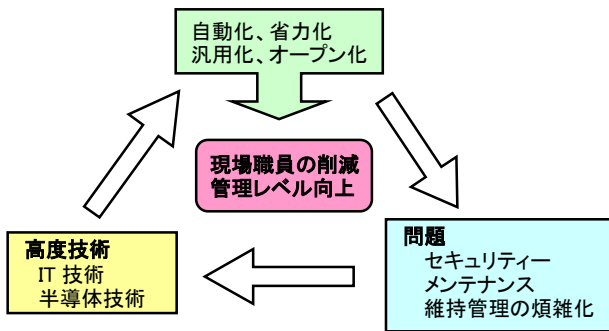 自動化、省力化
汎用化、オープン化
現場職員の削減
管理レベル向上
高度技術
IT 技術
半導体技術
問題
セキュリティー
メンテナンス
維持管理の煩雑化